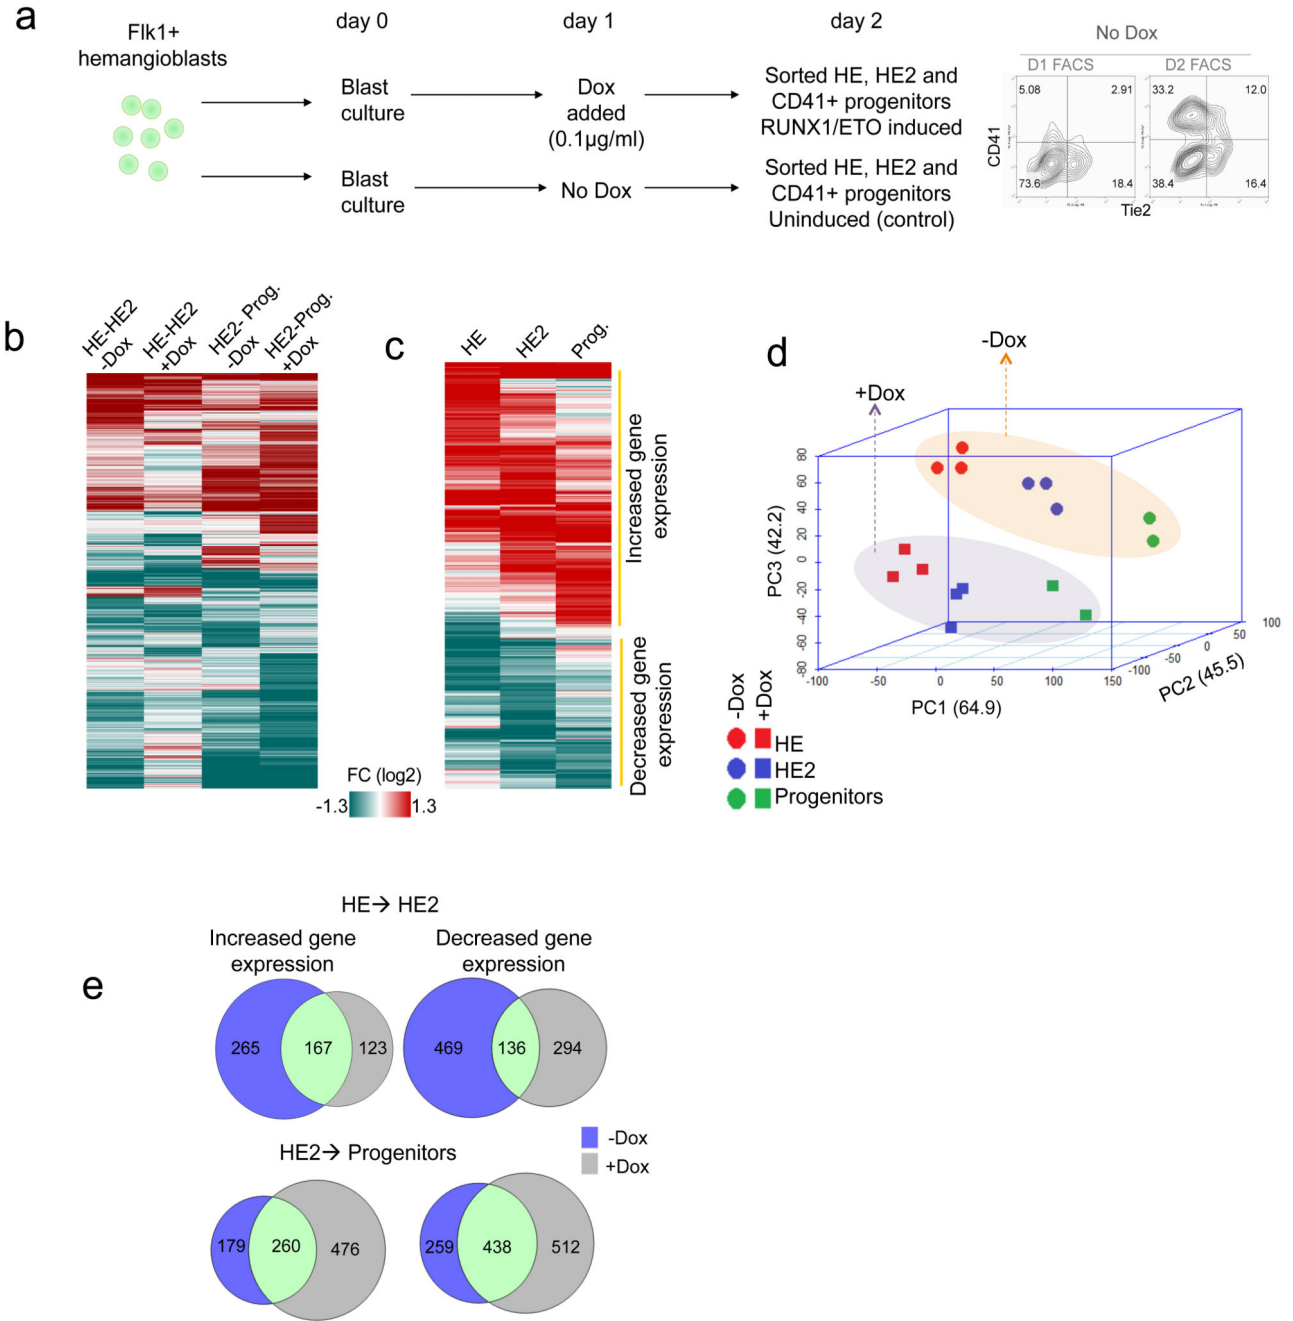 a
Flk1+
hemangioblasts
day 0
day 1
day 2
Blast
culture
Dox
added
(0.1µg/ml)
Sorted HE, HE2 and
CD41+ progenitors
RUNX1/ETO induced
Blast
culture
No Dox
Sorted HE, HE2 and
CD41+ progenitors
Uninduced (control)
No Dox
D1 FACS
D2 FACS
5.08
2.91
73.6
18.4
33.2
12.0
38.4
16.4
CD41
Tie2
b
HE-HE2
-Dox
HE-HE2
+Dox
HE2- Prog.
-Dox
HE2-Prog.
+Dox
FC (log2)
-1.3
1.3
c
HE
HE2
Prog.
Increased gene
expression
Decreased gene
expression
d
-Dox
+Dox
PC3 (42.2)
80
60
40
20
0
-20
-40
-60
-80
-100
-50
0
50
100
150
PC1 (64.9)
-100
-50
0
50
100
PC2 (45.5)
-Dox
+Dox
HE
HE2
Progenitors
e
HE→ HE2
Increased gene
expression
Decreased gene
expression
265
167
123
469
136
294
-Dox
+Dox
HE2→ Progenitors
179
260
476
259
438
512